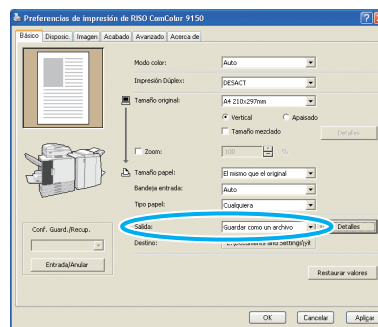 Preferencias de impresión de RISO ComColor 9150
Básico Disposic. Imagen Acabado Avanzado Acerca de
Modo color: Auto
Impresión Dúplex: DESACT
Tamaño original: A4 210x297mm
Vertical Apaisado
Tamaño mezclado Detalles
Zoom: 100 %
Tamaño papel: El mismo que el original
Bandeja entrada: Auto
Tipo papel: Cualquiera
Conf. Guard./Recup.
Salida: Guardar como un archivo Detalles
Destino: and Settings\
Entrada/Anular
Restaurar valores
OK Cancelar Aplicar